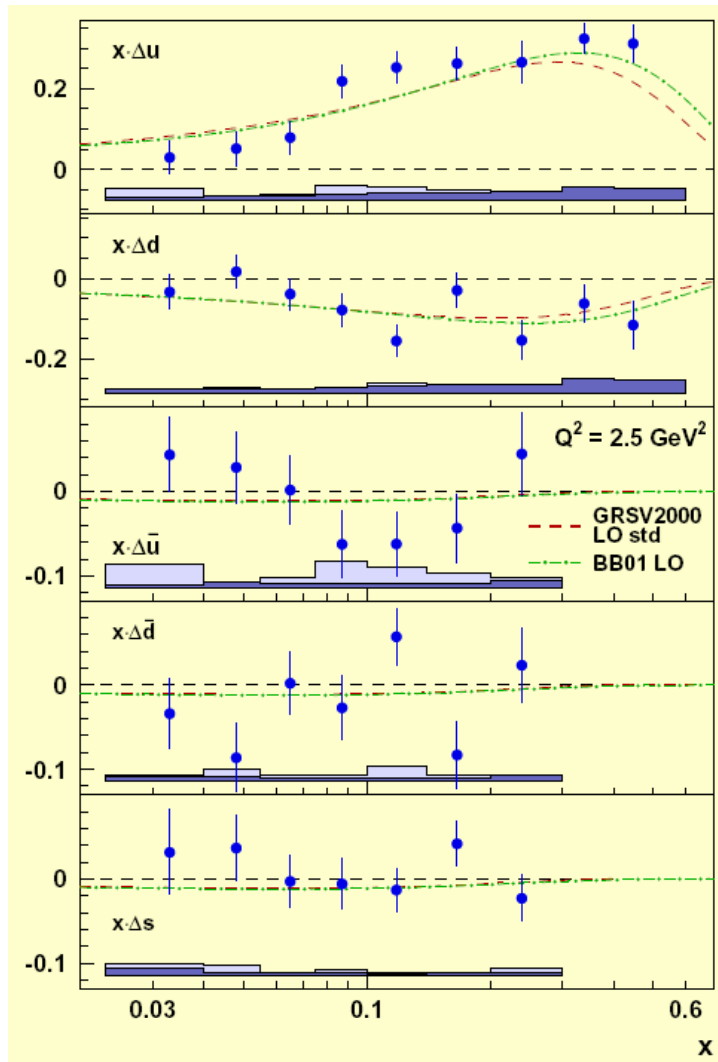 x·Δu
0.2
0
x·Δd
0
-0.2
Q² = 2.5 GeV²
0
GRSV2000
LO std
x·Δū
BB01 LO
-0.1
x·Δd̄
0
-0.1
0
x·Δs
-0.1
0.03 0.1 0.6
x